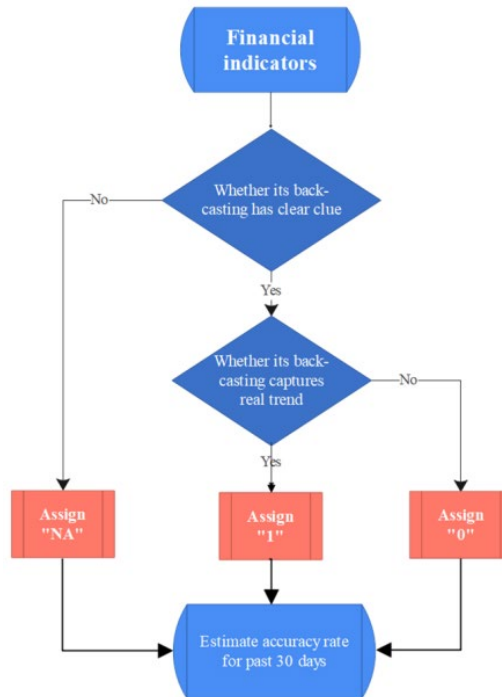 Financial
indicators
Whether its back-
casting has clear clue
No
Yes
Whether its back-
casting captures
real trend
No
Yes
Assign
"NA"
Assign
"1"
Assign
"0"
Estimate accuracy rate
for past 30 days